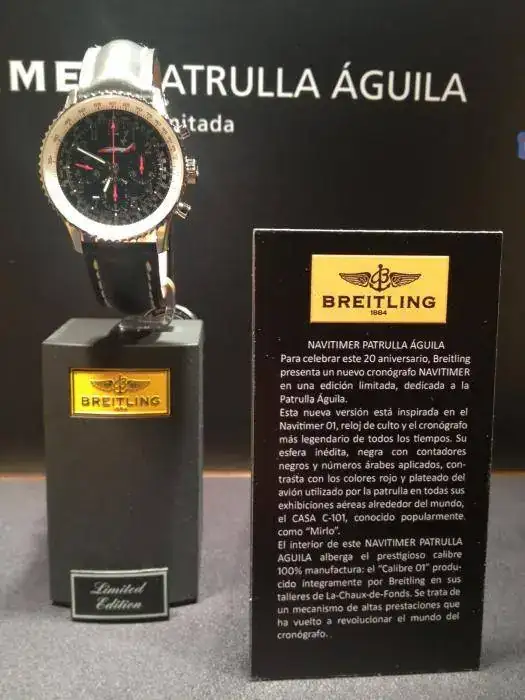 ME PATRULLA ÁGUILA
itada
BREITLING
Limited
Edition
BREITLING
1884
NAVITIMER PATRULLA ÁGUILA
Para celebrar este 20 aniversario, Breitling
presenta un nuevo cronógrafo NAVITIMER
en una edición limitada, dedicada a la
Patrulla Águila.
Esta nueva versión está inspirada en el
Navitimer 01, reloj de culto y el cronógrafo
más legendario de todos los tiempos. Su
esfera inédita, negra con contadores
negros y números árabes aplicados, con-
trasta con los colores rojo y plateado del
avión utilizado por la patrulla en todas sus
exhibiciones aéreas alrededor del mundo,
el CASA C-101, conocido popularmente
como "Mirlo".
El interior de este NAVITIMER PATRULLA
AGUILA alberga el prestigioso calibre
100% manufactura: el "Calibre 01" produ-
cido íntegramente por Breitling en sus
talleres de La-Chaux-de-Fonds. Se trata de
un mecanismo de altas prestaciones que
ha vuelto a revolucionar el mundo del
cronógrafo.